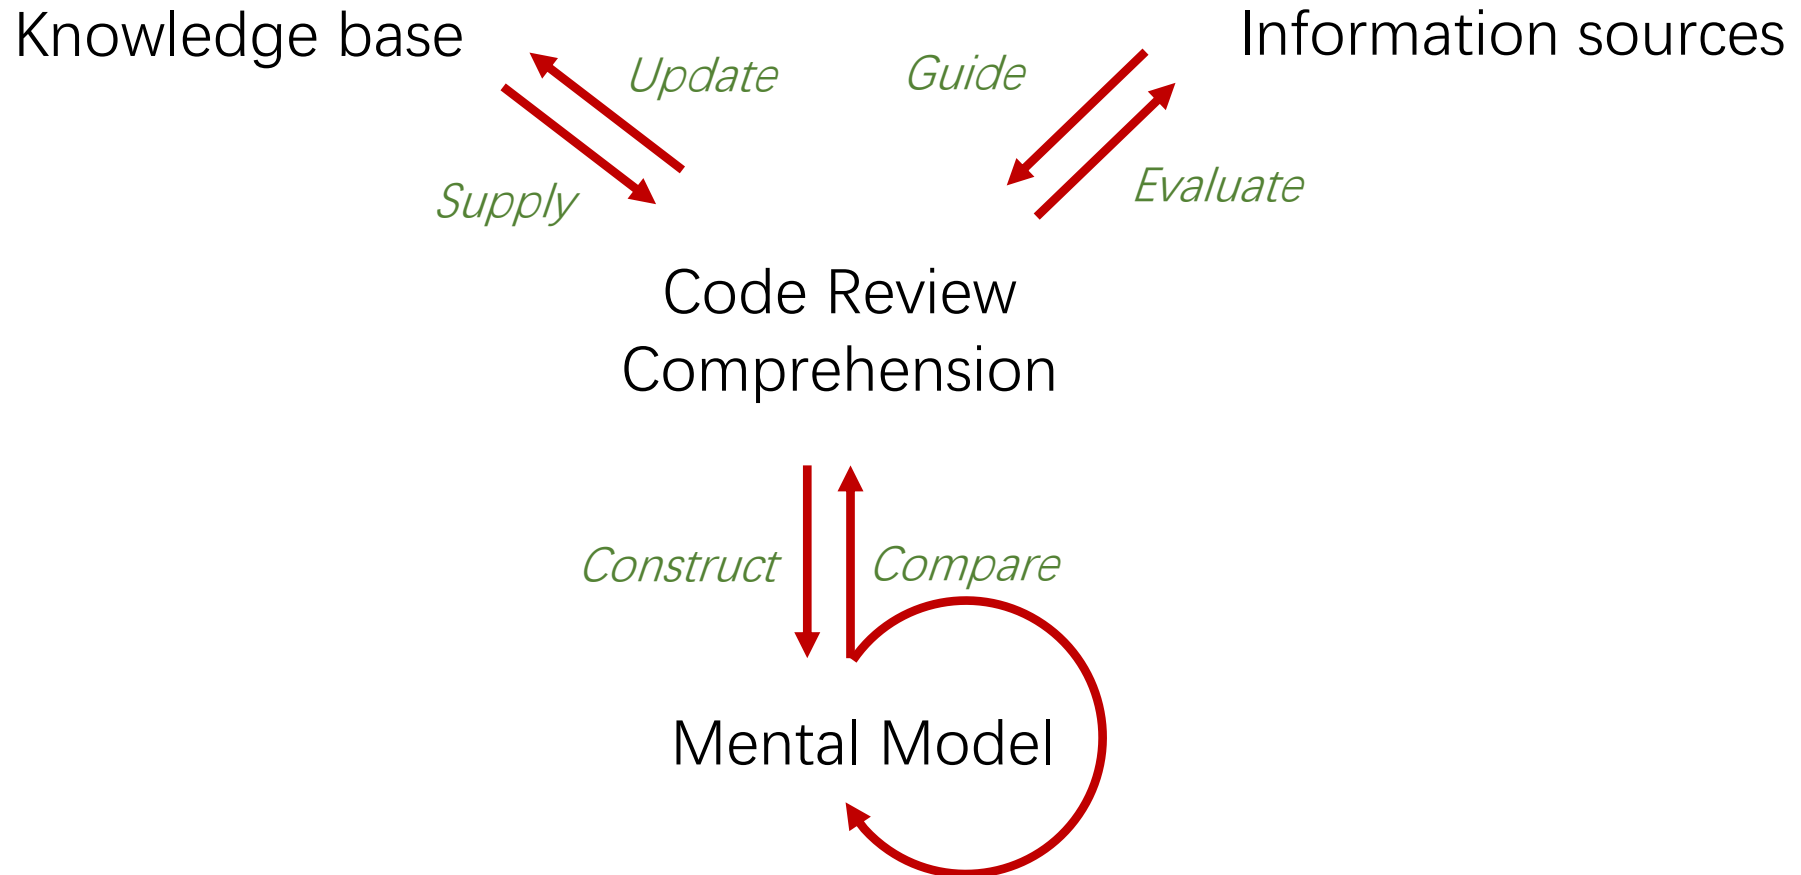 Knowledge base
Information sources
Update
Guide
Supply
Evaluate
Code Review
Comprehension
Construct
Compare
Mental Model